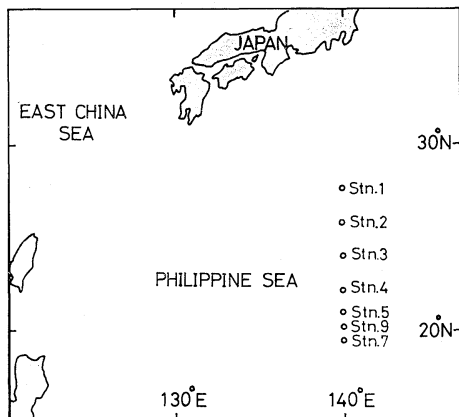 JAPAN
EAST CHINA
SEA
30°N
Stn.1
Stn.2
Stn.3
PHILIPPINE SEA
Stn.4
Stn.5
Stn.9
20°N
Stn.7
130°E
140°E